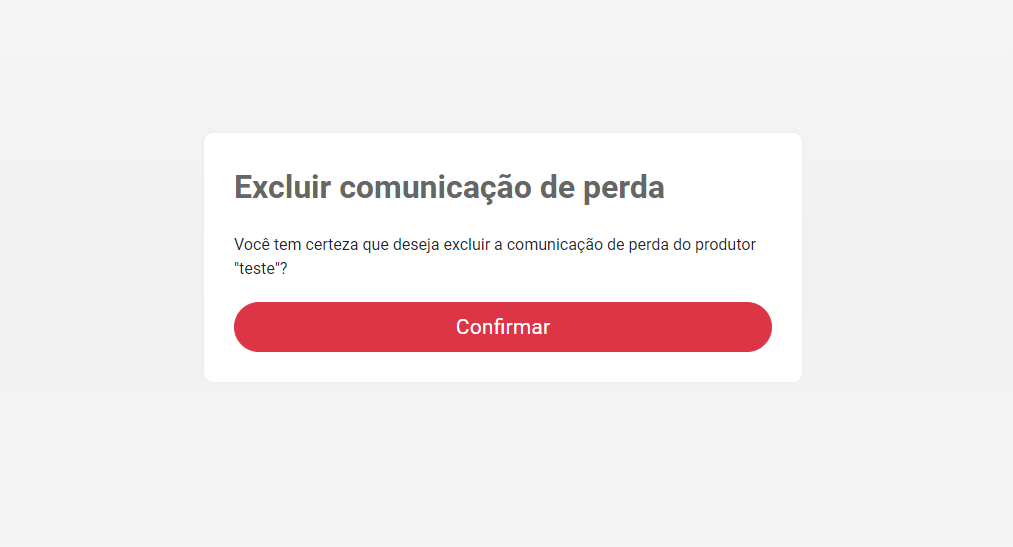 Excluir comunicação de perda
Você tem certeza que deseja excluir a comunicação de perda do produtor
"teste"?
Confirmar